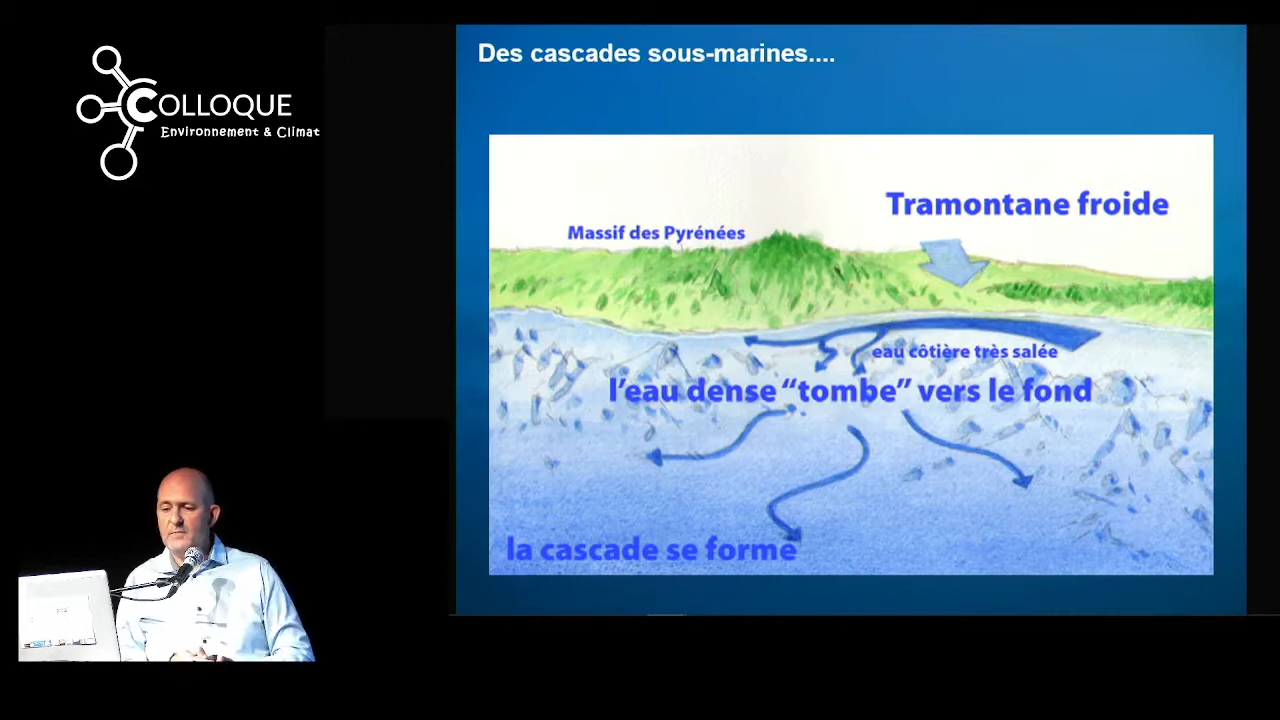 COLLOQUE
Environnement & Climat
Des cascades sous-marines....
Tramontane froide
Massif des Pyrénées
eau côtière très salée
l'eau dense “tombe” vers le fond
la cascade se forme